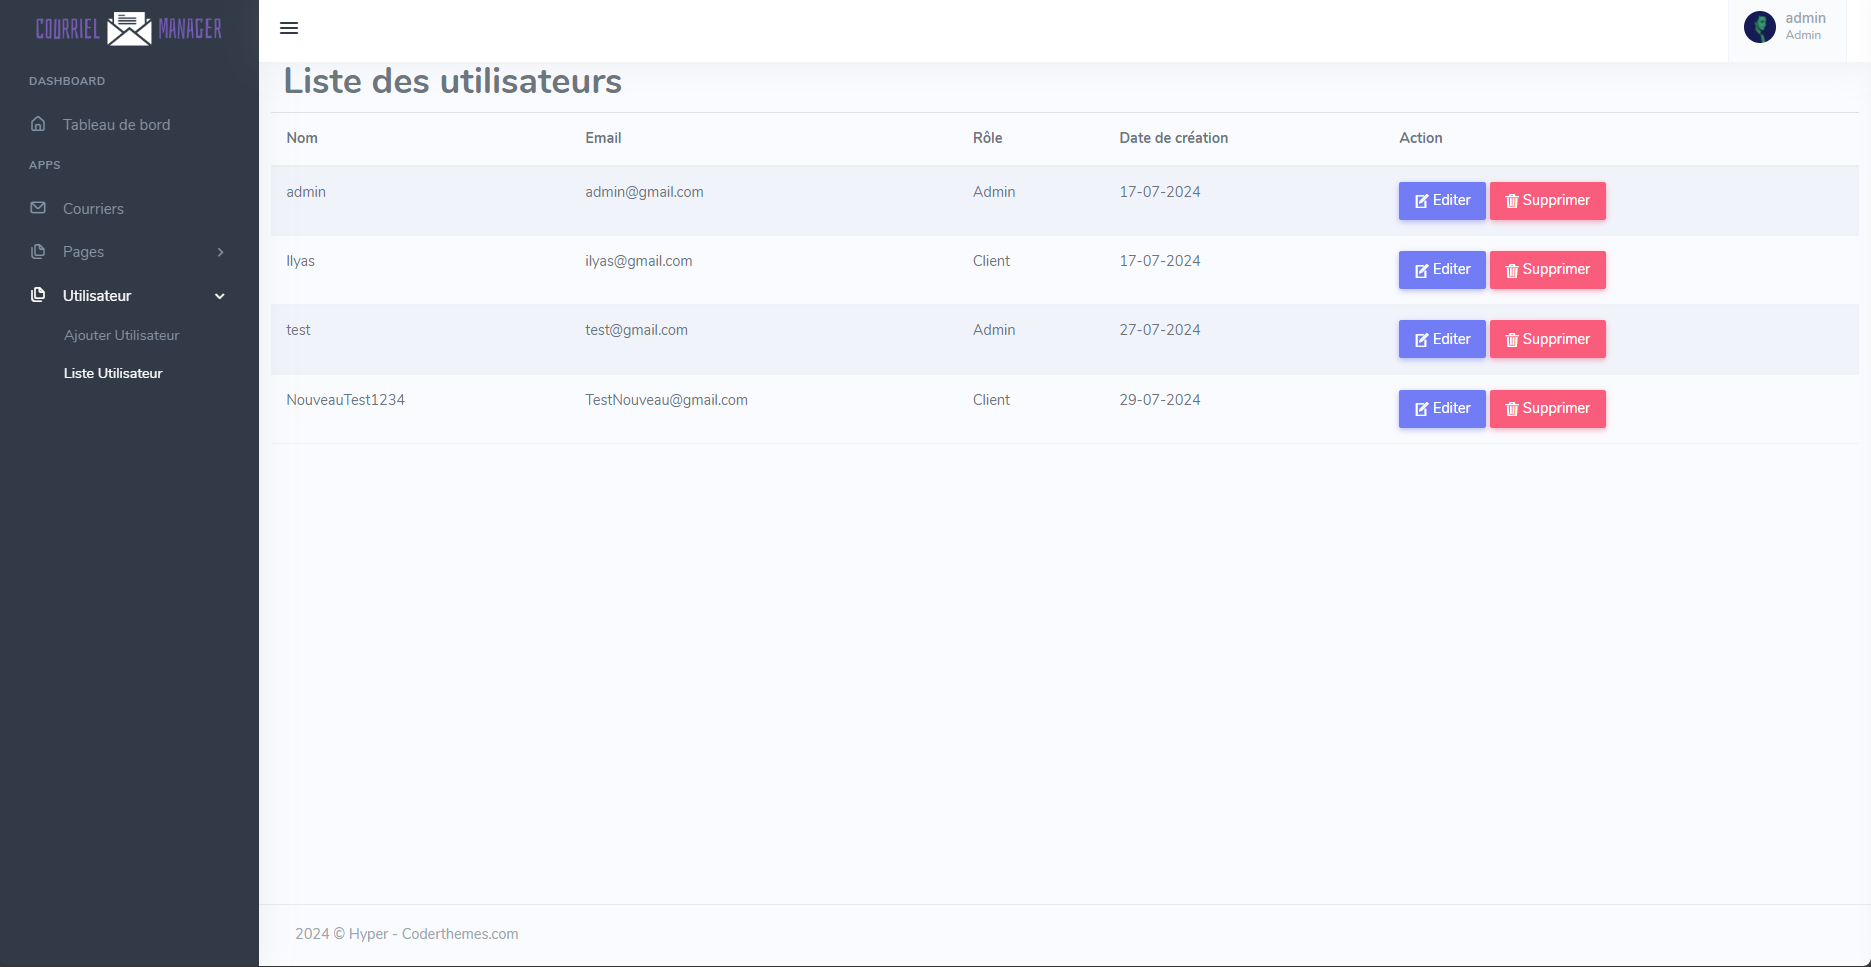 COURRIEL MANAGER
admin
Admin
DASHBOARD
Tableau de bord
APPS
Courriers
Pages
Utilisateur
Ajouter Utilisateur
Liste Utilisateur
Liste des utilisateurs
Nom Email Rôle Date de création Action
admin admin@gmail.com Admin 17-07-2024 Editer Supprimer
Ilyas ilyas@gmail.com Client 17-07-2024 Editer Supprimer
test test@gmail.com Admin 27-07-2024 Editer Supprimer
NouveauTest1234 TestNouveau@gmail.com Client 29-07-2024 Editer Supprimer
2024 © Hyper - Coderthemes.com